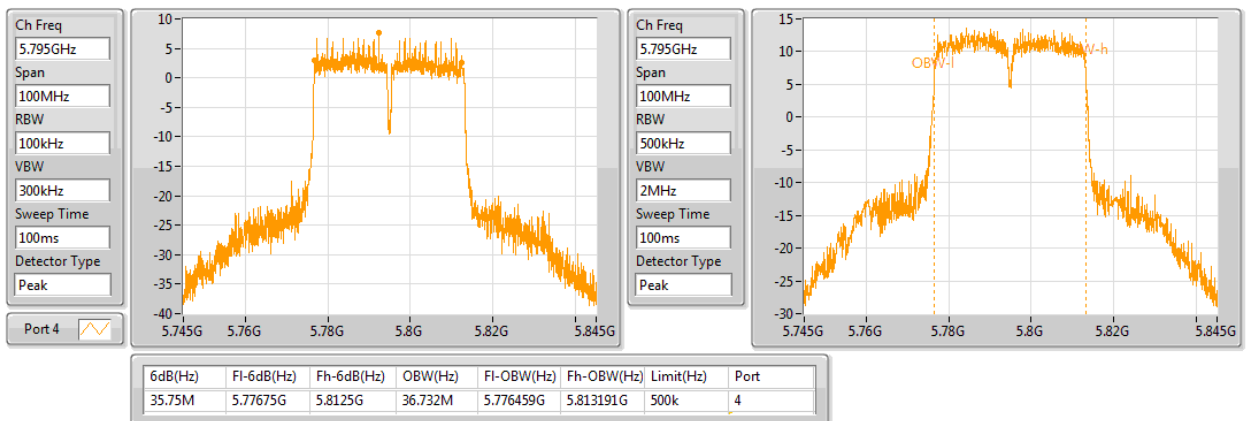 Ch Freq
5.795GHz
Span
100MHz
RBW
100kHz
VBW
300kHz
Sweep Time
100ms
Detector Type
Peak
Port 4
10
5
0
-5
-10
-15
-20
-25
-30
-35
-40
5.745G 5.76G 5.78G 5.8G 5.82G 5.845G
Ch Freq
5.795GHz
Span
100MHz
RBW
500kHz
VBW
2MHz
Sweep Time
100ms
Detector Type
Peak
15
10
5
0
-5
-10
-15
-20
-25
-30
OBW-l
W-h
5.745G 5.76G 5.78G 5.8G 5.82G 5.845G
6dB(Hz) Fl-6dB(Hz) Fh-6dB(Hz) OBW(Hz) Fl-OBW(Hz) Fh-OBW(Hz) Limit(Hz) Port
35.75M 5.77675G 5.8125G 36.732M 5.776459G 5.813191G 500k 4